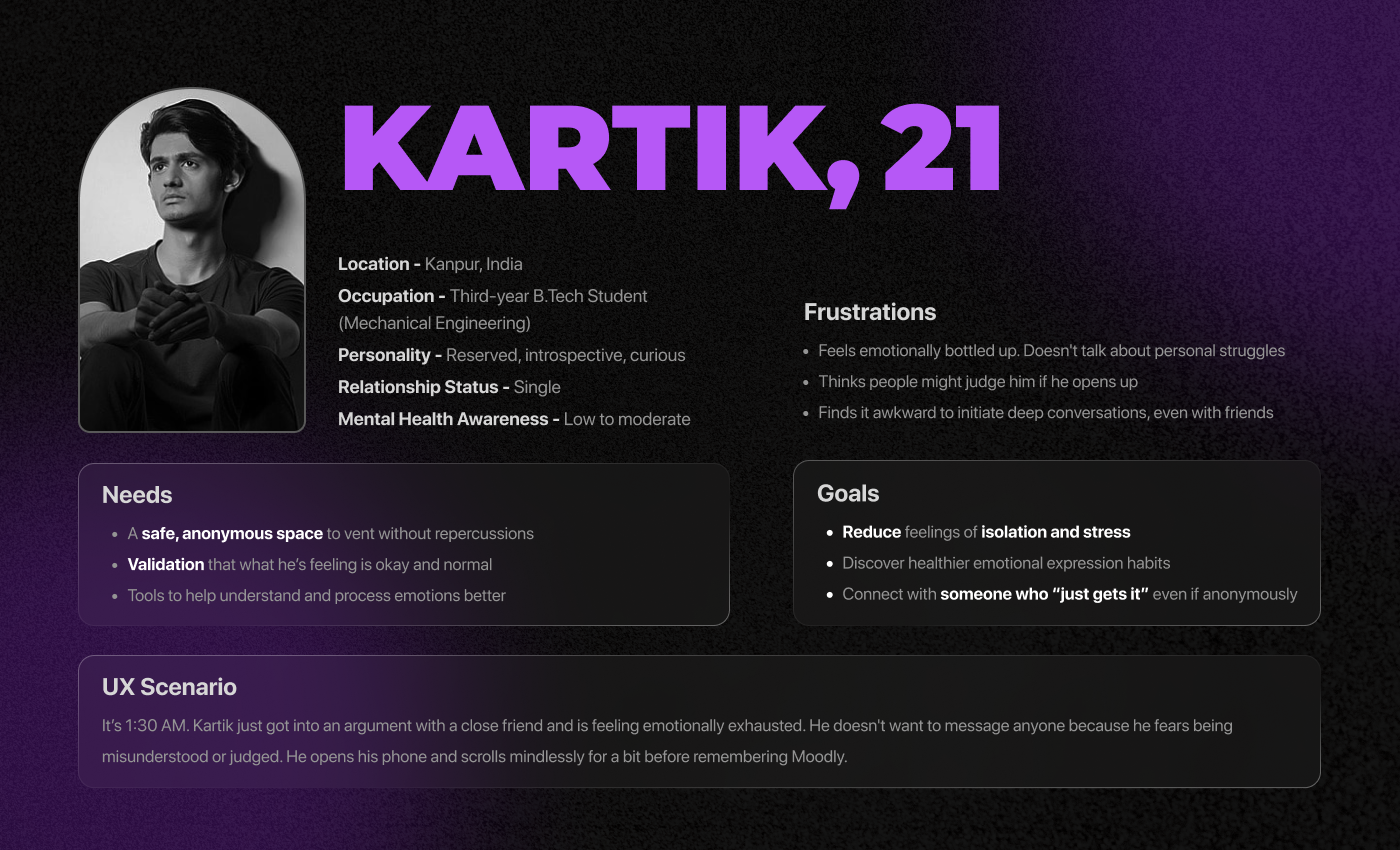 KARTIK, 21
Location - Kanpur, India
Occupation - Third-year B.Tech Student
(Mechanical Engineering)
Personality - Reserved, introspective, curious
Relationship Status - Single
Mental Health Awareness - Low to moderate
Frustrations
• Feels emotionally bottled up. Doesn't talk about personal struggles
• Thinks people might judge him if he opens up
• Finds it awkward to initiate deep conversations, even with friends
Needs
• A safe, anonymous space to vent without repercussions
• Validation that what he’s feeling is okay and normal
• Tools to help understand and process emotions better
Goals
• Reduce feelings of isolation and stress
• Discover healthier emotional expression habits
• Connect with someone who “just gets it” even if anonymously
UX Scenario
It’s 1:30 AM. Kartik just got into an argument with a close friend and is feeling emotionally exhausted. He doesn't want to message anyone because he fears being
misunderstood or judged. He opens his phone and scrolls mindlessly for a bit before remembering Moodly.